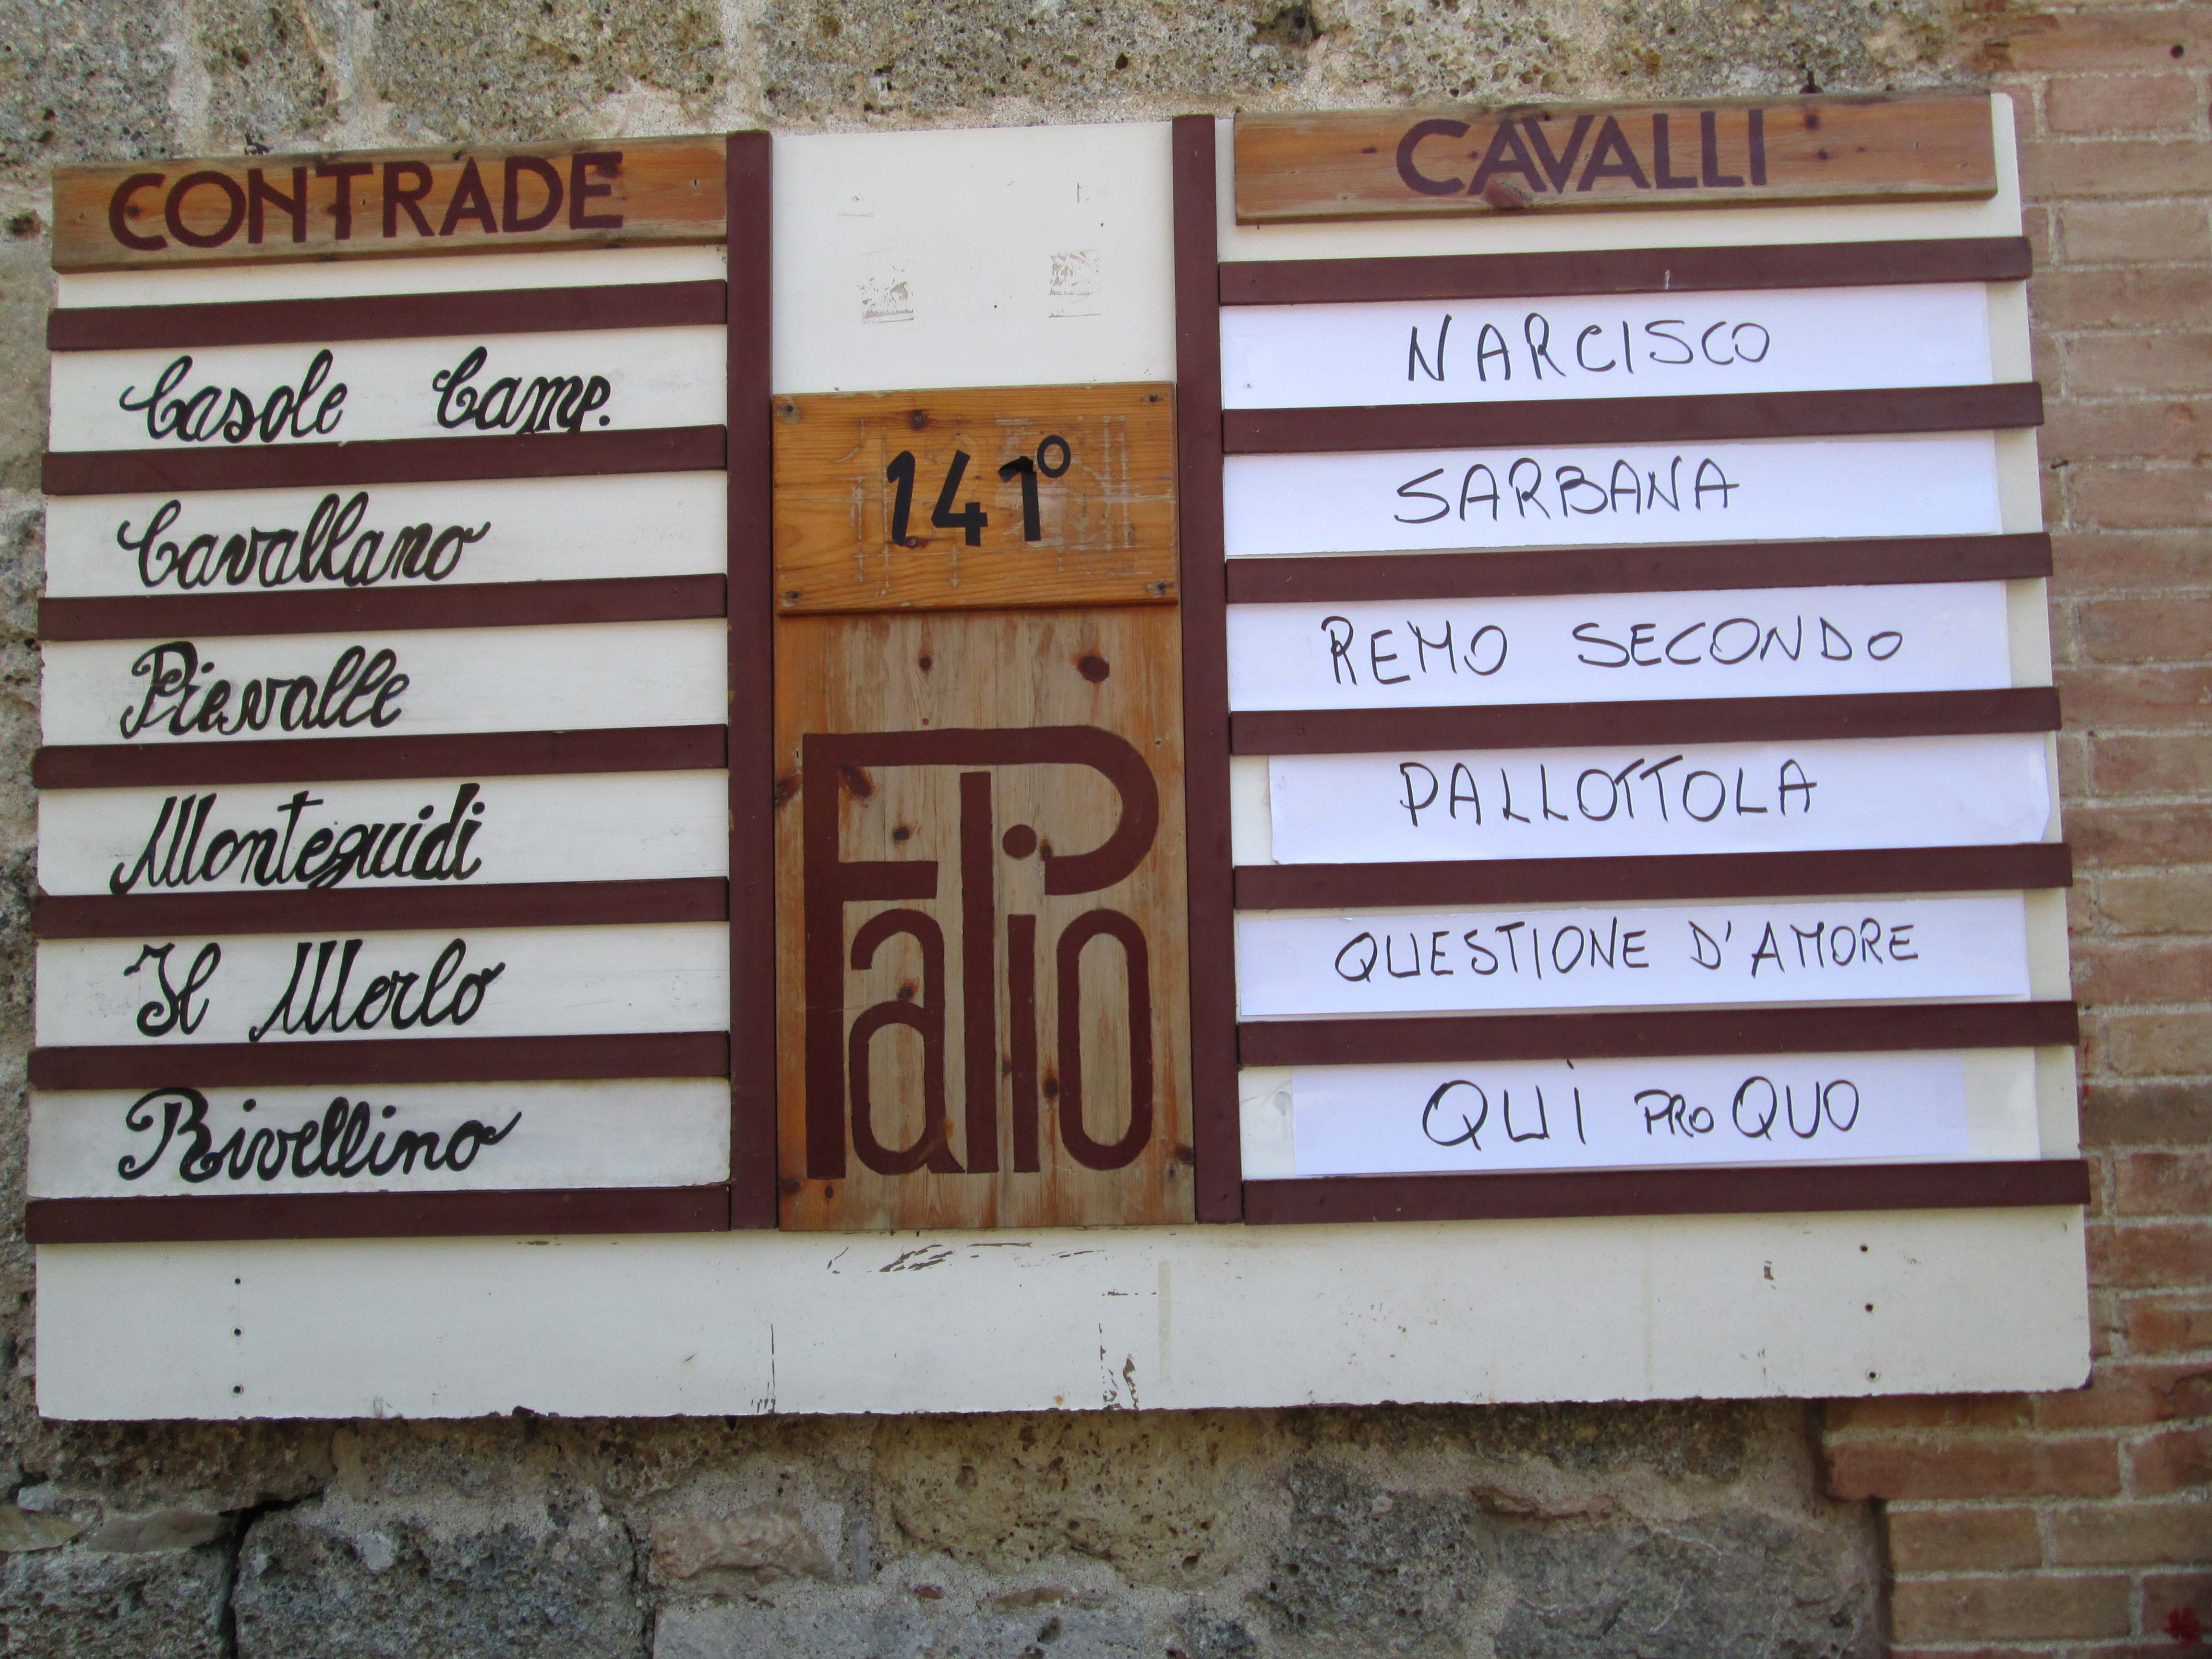 CONTRADE
Casole Camp.
Cavallano
Pievalle
Monteguidi
Il Merlo
Rivellino
141°
Palio
CAVALLI
NARCISCO
SARBANA
REMO SECONDO
PALLOTTOLA
QUESTIONE D'AMORE
QUI PRO QUO